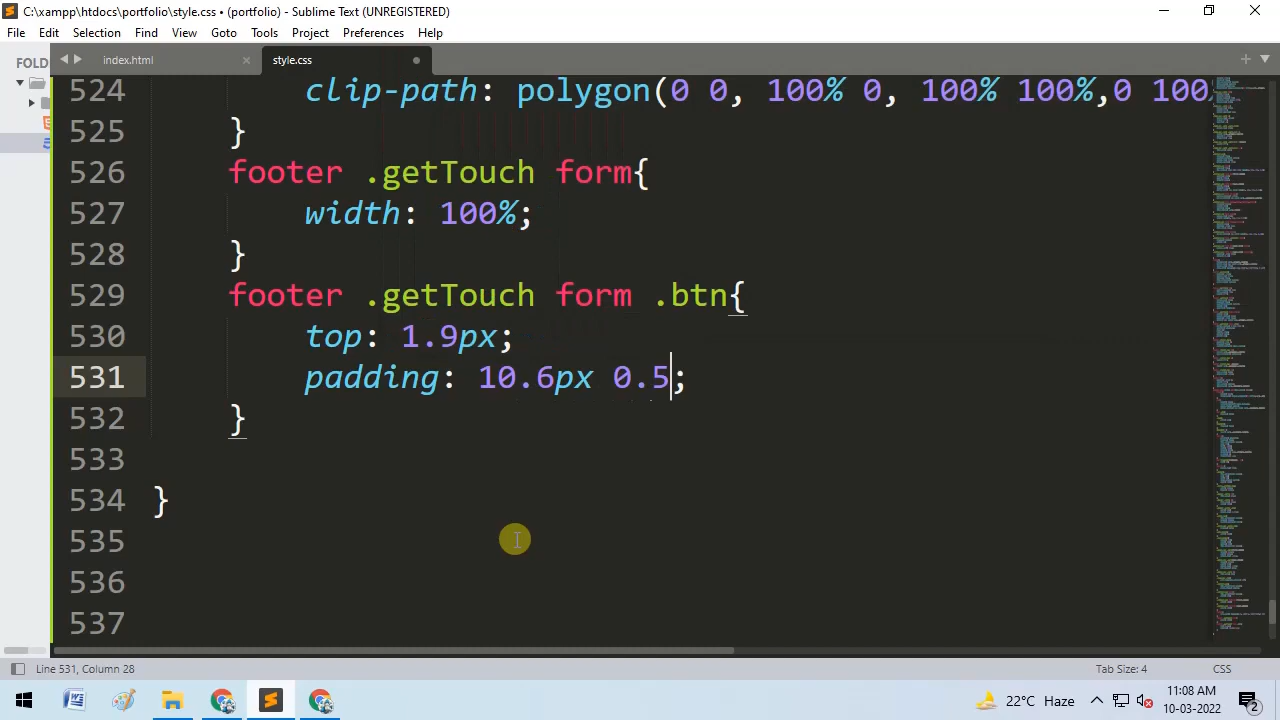 C:\xampp\htdocs\portfolio\style.css • (portfolio) - Sublime Text (UNREGISTERED)
File Edit Selection Find View Goto Tools Project Preferences Help
FOLD
index.html
style.css
524 clip-path: polygon(0 0, 100% 0, 100% 100%,0 100
525 }
526 footer .getTouch form{
527 width: 100%;
528 }
529 footer .getTouch form .btn{
530 top: 1.9px;
531 padding: 10.6px 0.5;
532 }
533
534 }
535
536
537
Line 531, Column 28
Tab Size: 4
CSS
22°C Haze
11:08 AM
10-03-2022
2